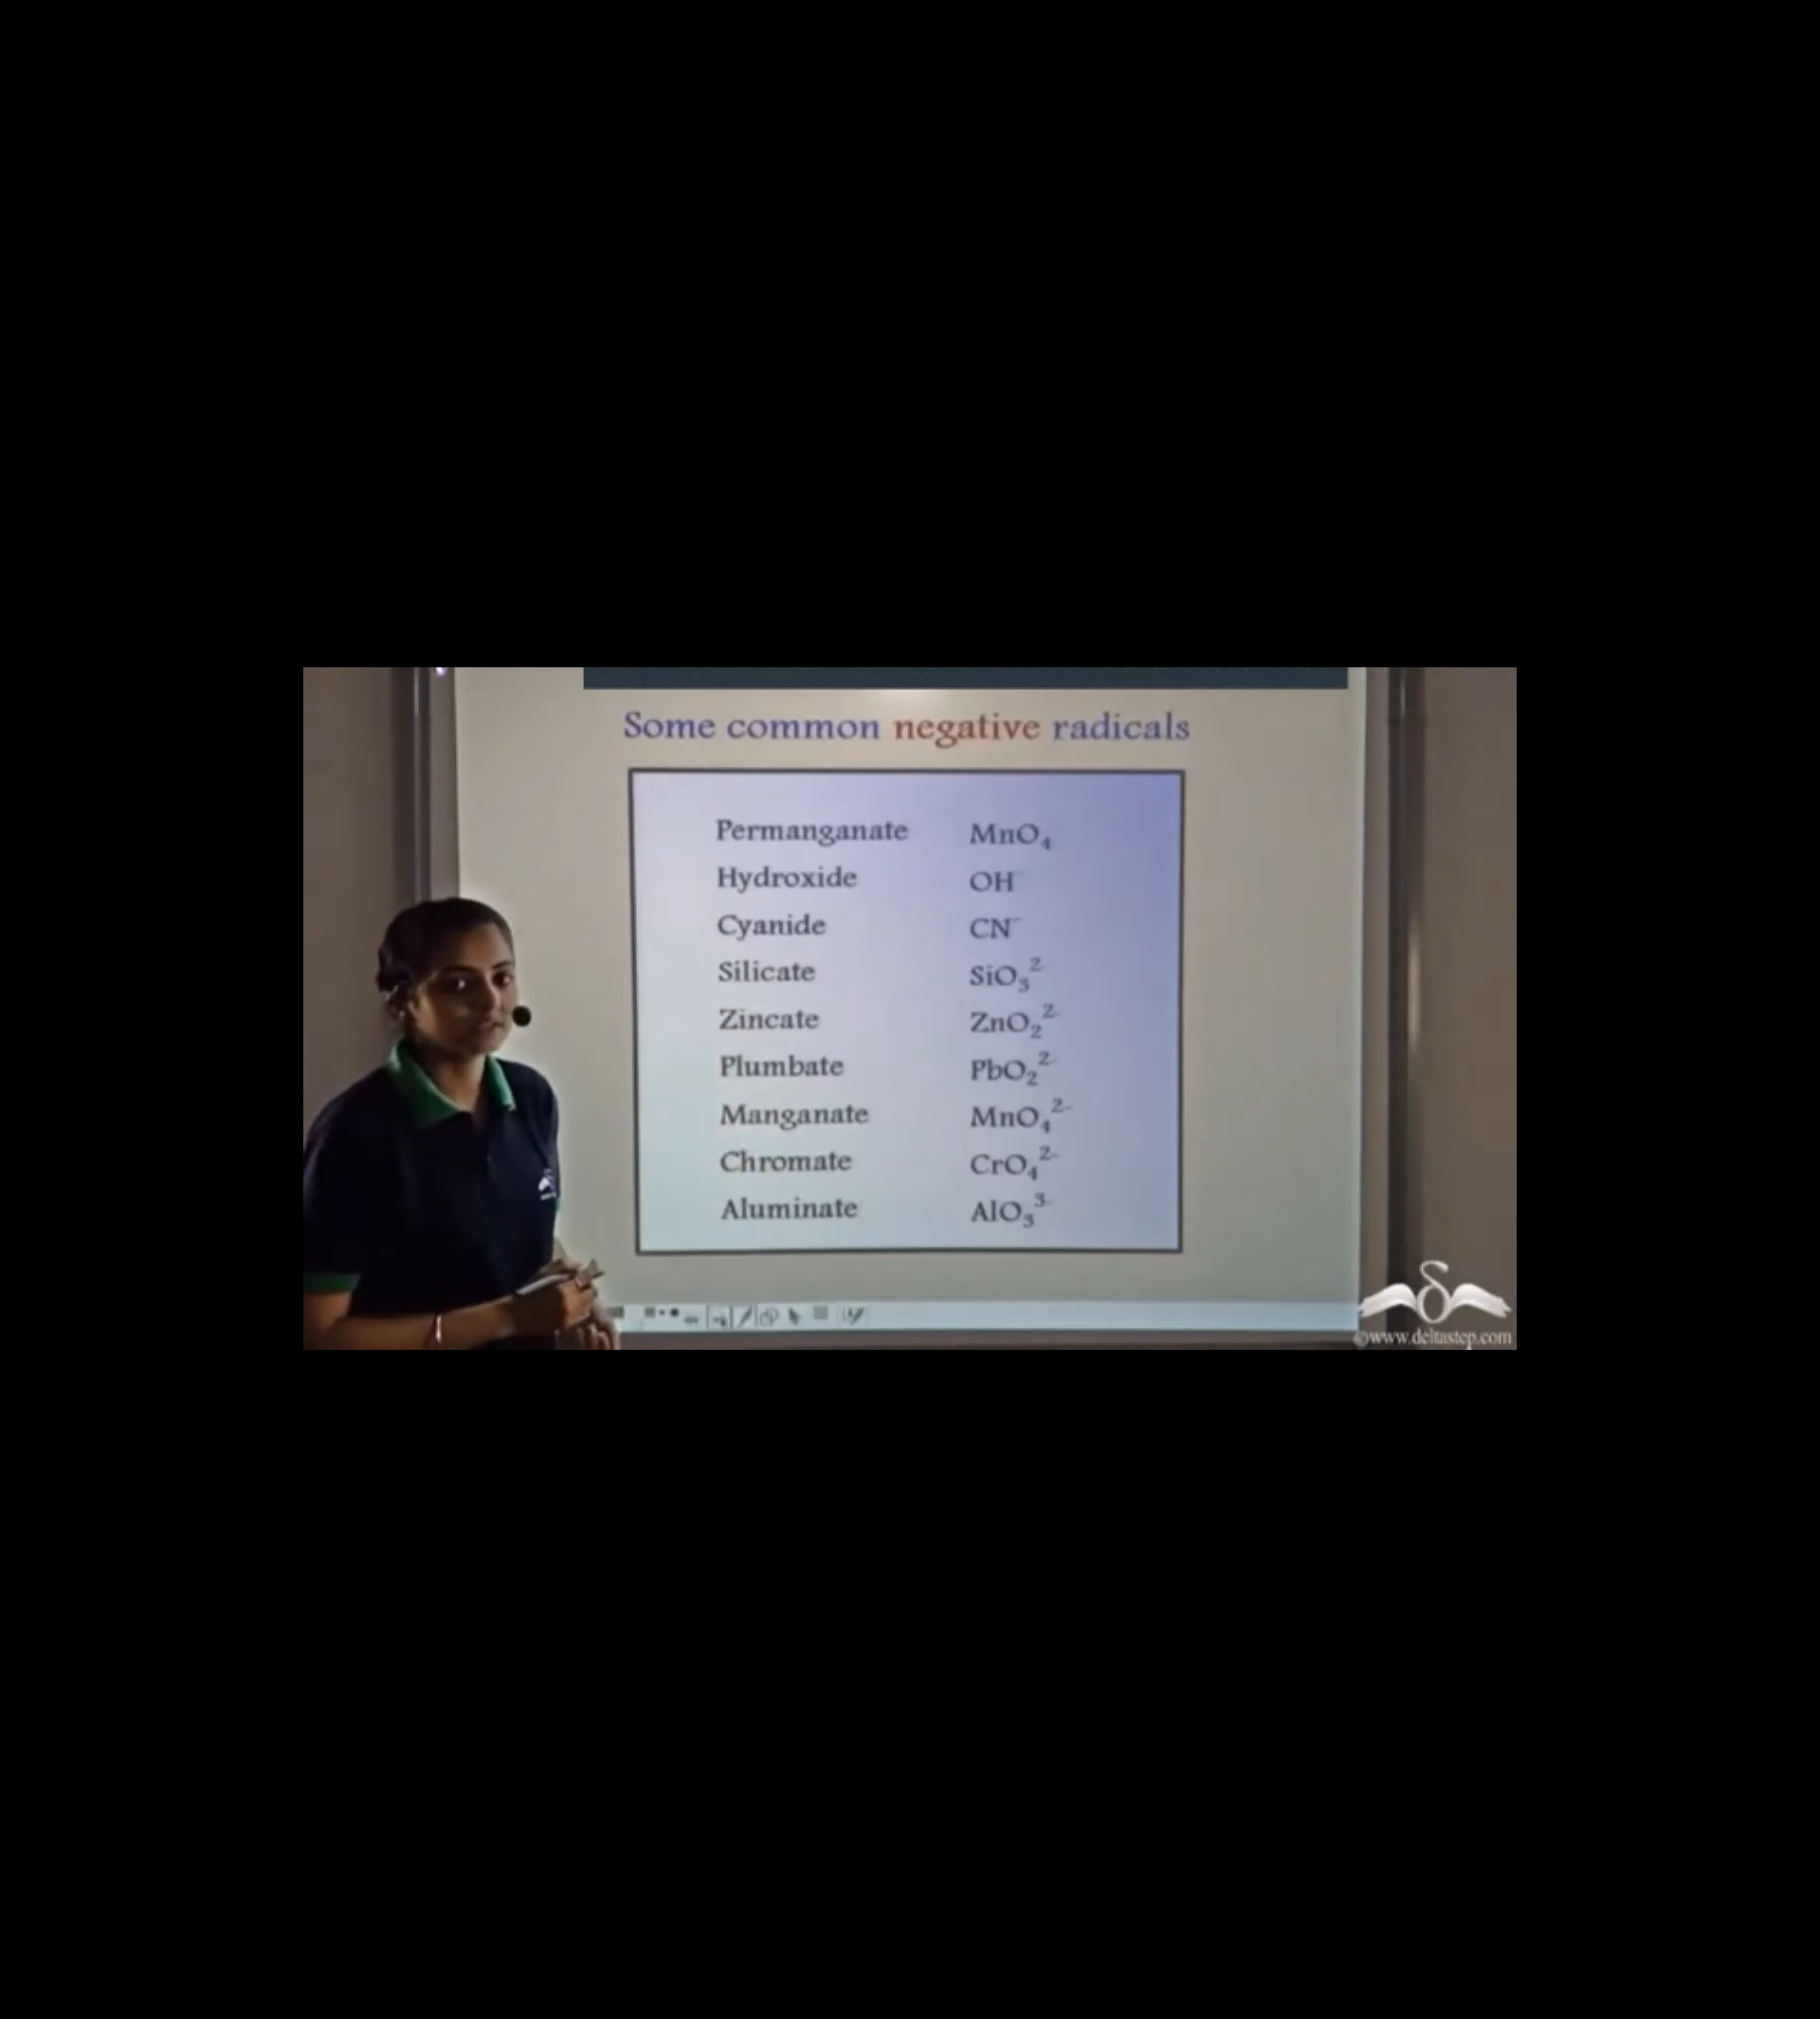 Some common negative radicals
Permanganate MnO₄
Hydroxide OH⁻
Cyanide CN⁻
Silicate SiO₃²⁻
Zincate ZnO₂²⁻
Plumbate PbO₂²⁻
Manganate MnO₄²⁻
Chromate CrO₄²⁻
Aluminate AlO₃³⁻
δ
©www.deltastep.com